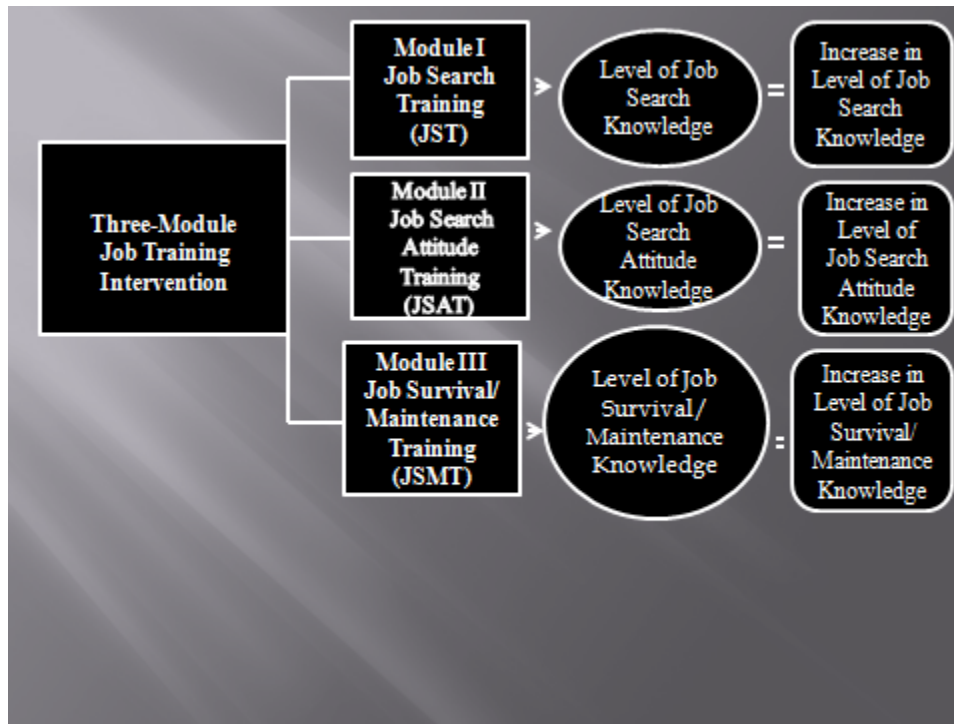 Three-Module
Job Training
Intervention
Module I
Job Search
Training
(JST)
Level of Job
Search
Knowledge
=
Increase in
Level of Job
Search
Knowledge
Module II
Job Search
Attitude
Training
(JSAT)
Level of Job
Search
Attitude
Knowledge
=
Increase in
Level of
Job Search
Attitude
Knowledge
Module III
Job Survival/
Maintenance
Training
(JSMT)
Level of Job
Survival/
Maintenance
Knowledge
=
Increase in
Level of Job
Survival/
Maintenance
Knowledge